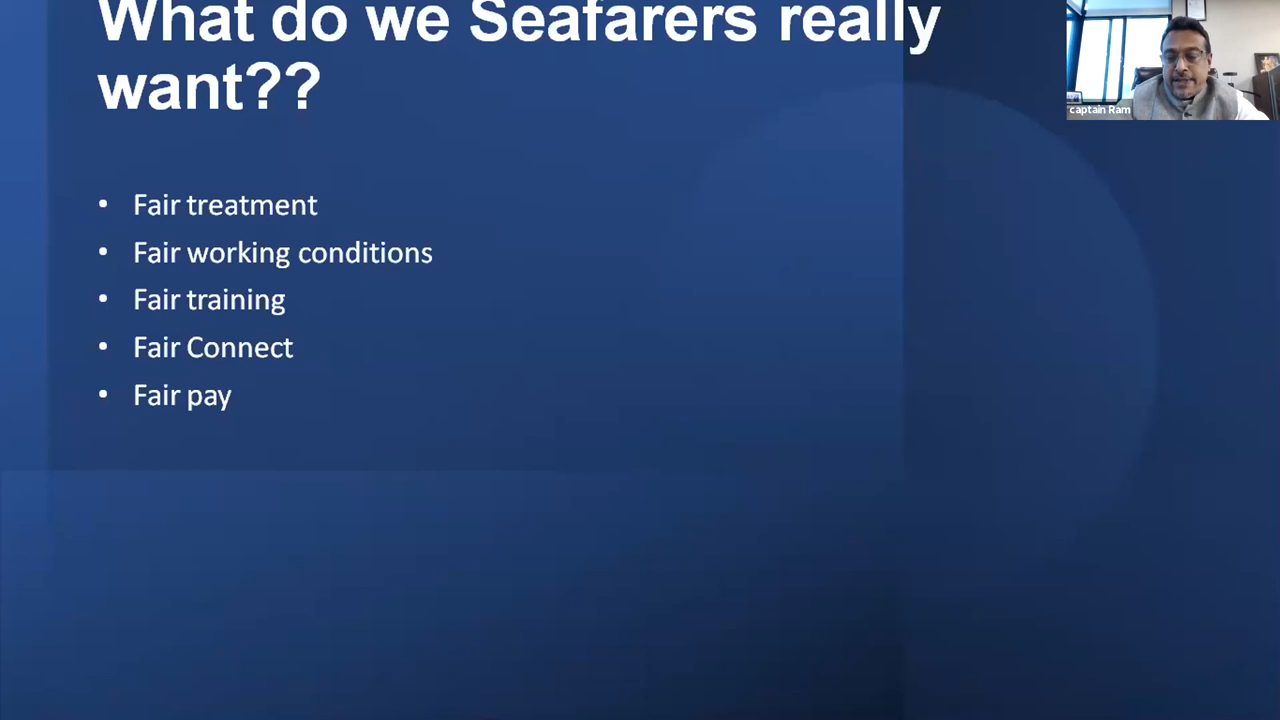 What do we Seafarers really
want??
captain Ram
• Fair treatment
• Fair working conditions
• Fair training
• Fair Connect
• Fair pay